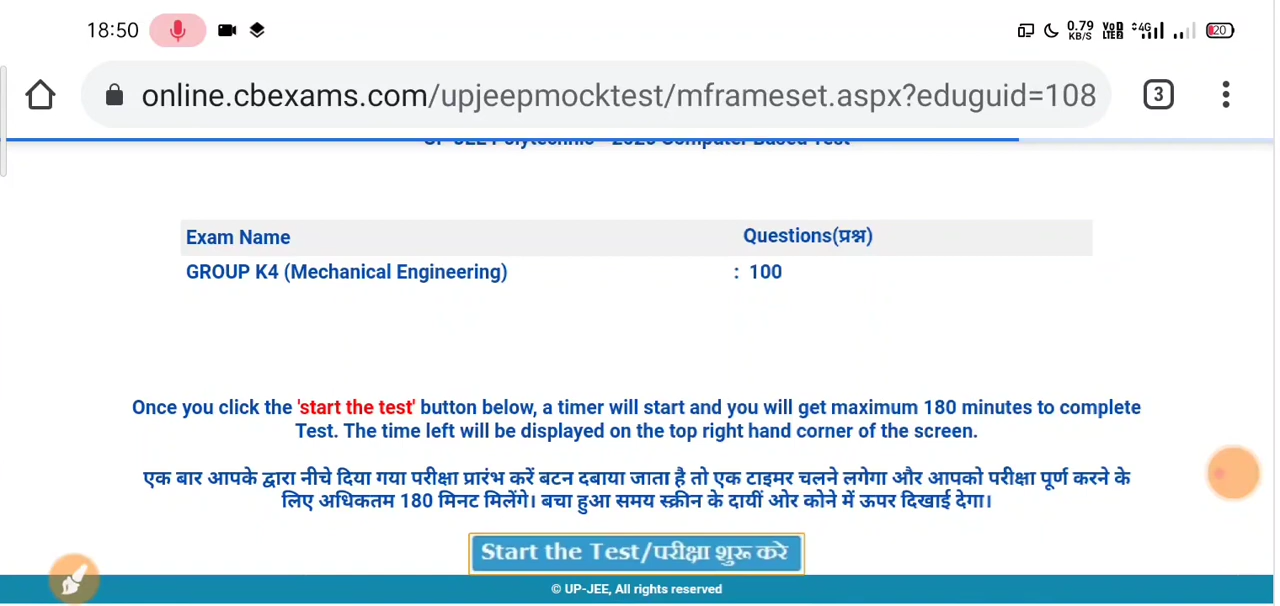 18:50 0.79 KB/S VoD LTE2 4G 20
online.cbexams.com/upjeepmocktest/mframeset.aspx?eduguid=108 3
Exam Name Questions(प्रश्न)
GROUP K4 (Mechanical Engineering) : 100
Once you click the 'start the test' button below, a timer will start and you will get maximum 180 minutes to complete
Test. The time left will be displayed on the top right hand corner of the screen.
एक बार आपके द्वारा नीचे दिया गया परीक्षा प्रारंभ करें बटन दबाया जाता है तो एक टाइमर चलने लगेगा और आपको परीक्षा पूर्ण करने के
लिए अधिकतम 180 मिनट मिलेंगे। बचा हुआ समय स्क्रीन के दायीं ओर कोने में ऊपर दिखाई देगा।
Start the Test/परीक्षा शुरू करे
© UP-JEE, All rights reserved